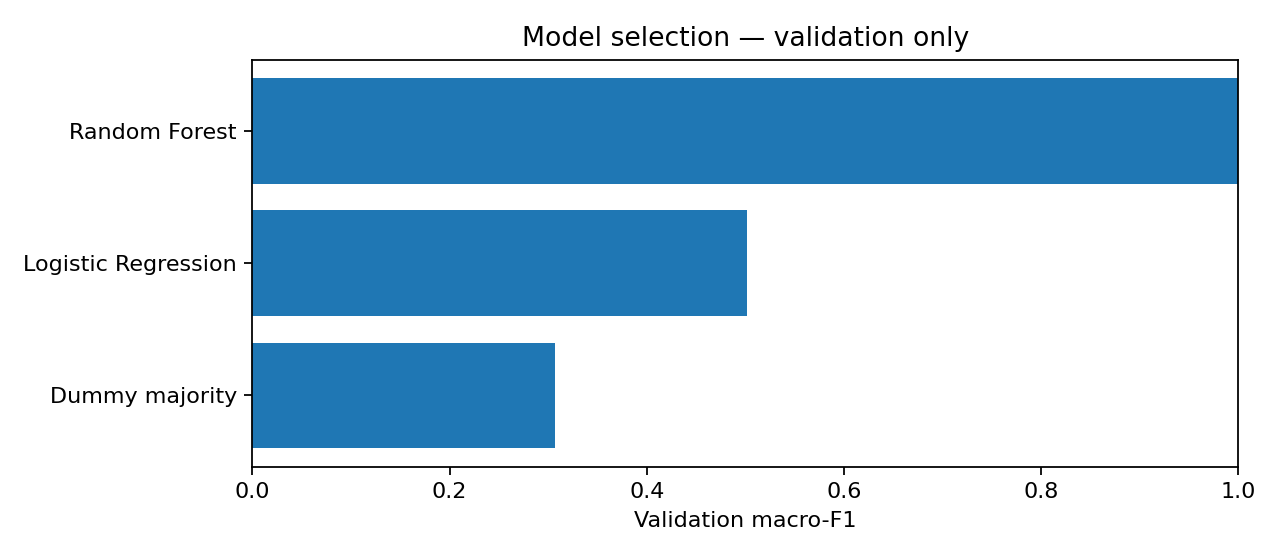 Model selection — validation only
Random Forest
Logistic Regression
Dummy majority
0.0 0.2 0.4 0.6 0.8 1.0
Validation macro-F1